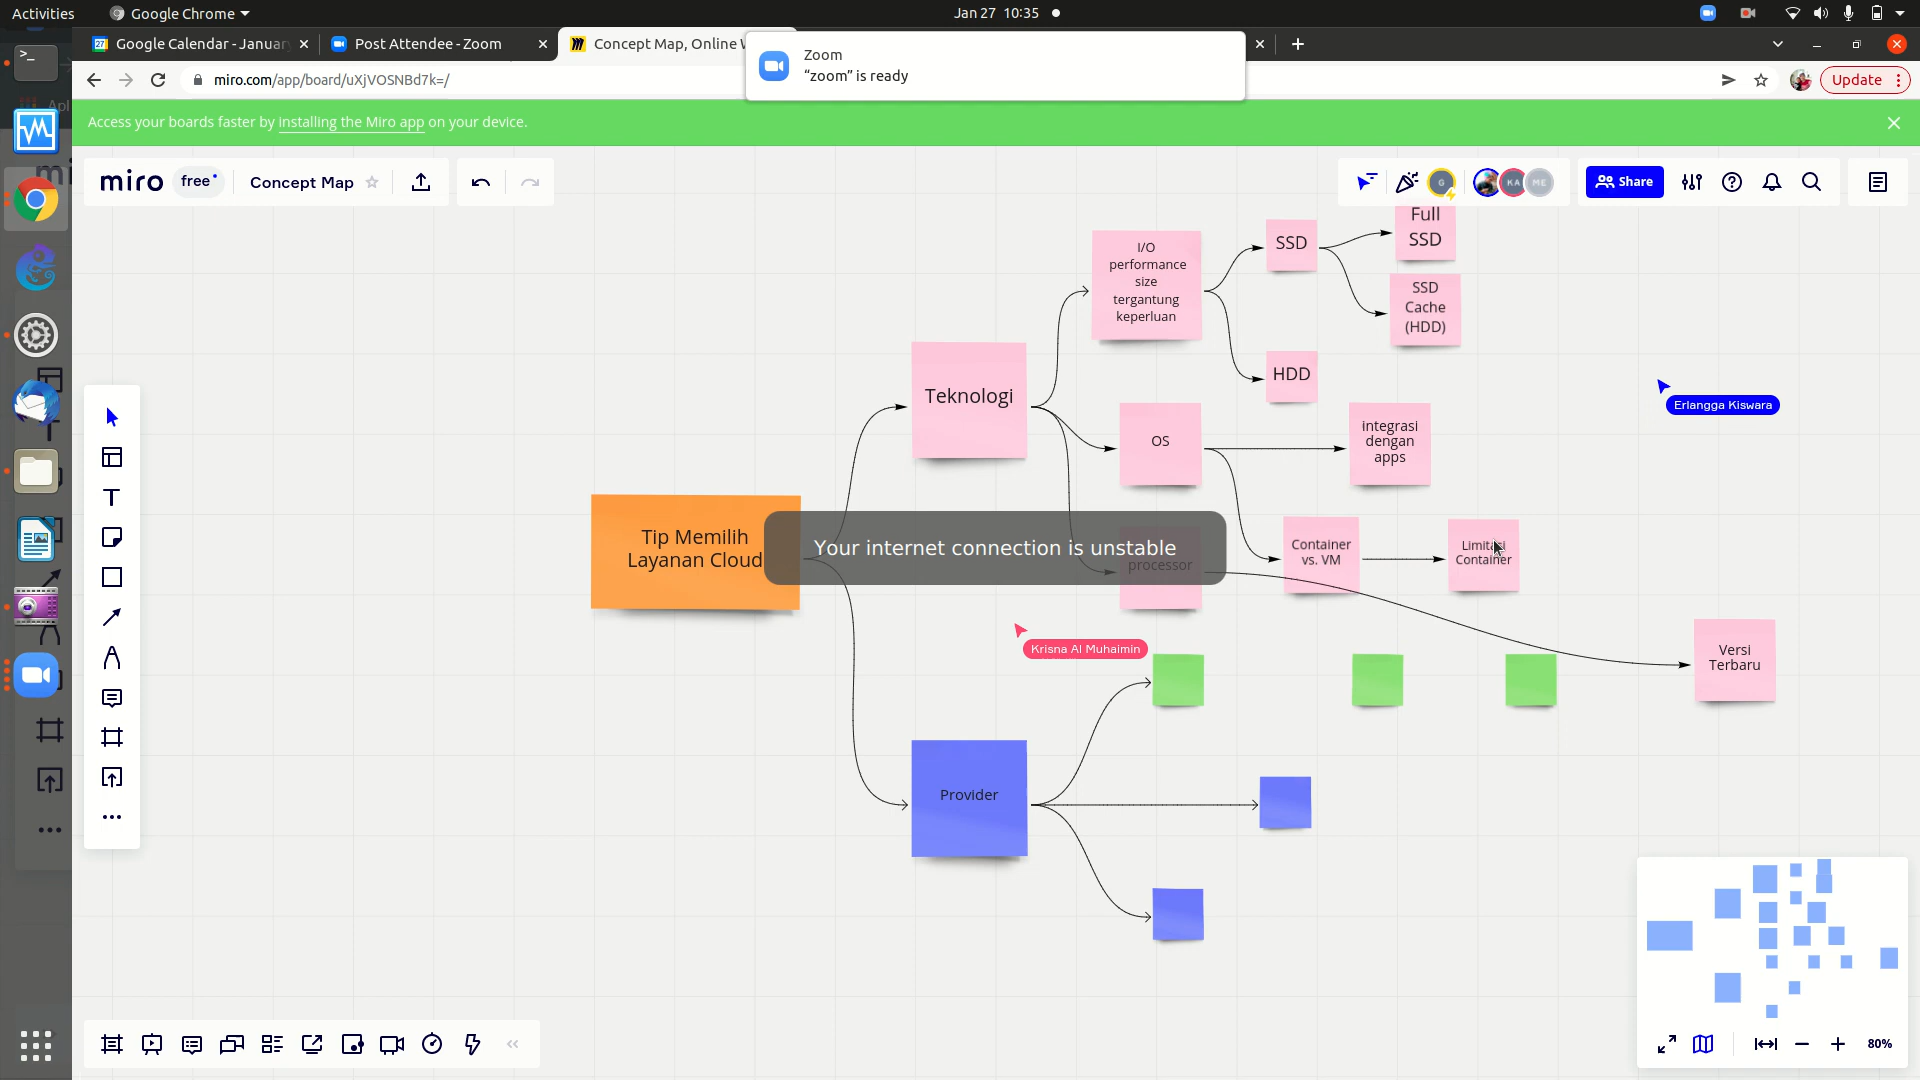 Activities
Google Chrome
Jan 27 10:35
Google Calendar - Januar
Post Attendee - Zoom
Concept Map, Online W
Zoom
"zoom" is ready
miro.com/app/board/uXjVOSNBd7k=/
Update
Access your boards faster by installing the Miro app on your device.
miro
free
Concept Map
G
KA
ME
Share
Full
SSD
SSD
I/O
performance
size
tergantung
keperluan
SSD
Cache
(HDD)
HDD
Teknologi
Erlangga Kiswara
OS
integrasi
dengan
apps
Tip Memilih
Layanan Cloud
Your internet connection is unstable
processor
Container
vs. VM
Limitasi
Container
Krisna Al Muhaimin
Versi
Terbaru
Provider
80%